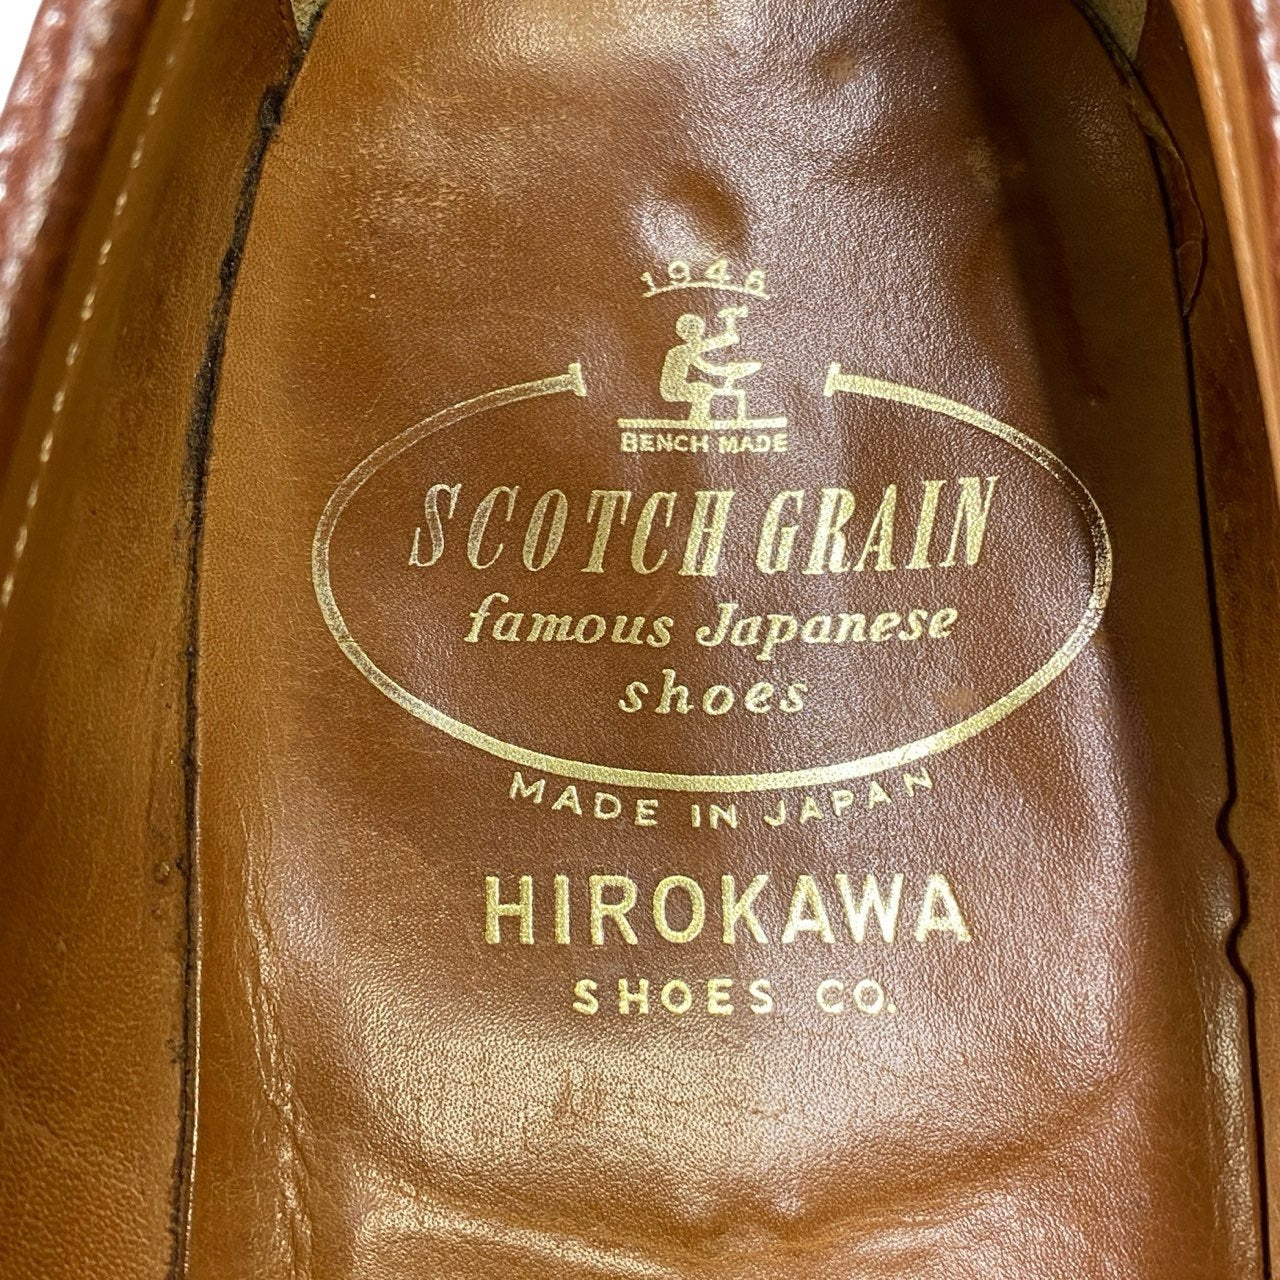 1946
BENCH MADE
SCOTCH GRAIN
famous Japanese
shoes
MADE IN JAPAN
HIROKAWA
SHOES CO.